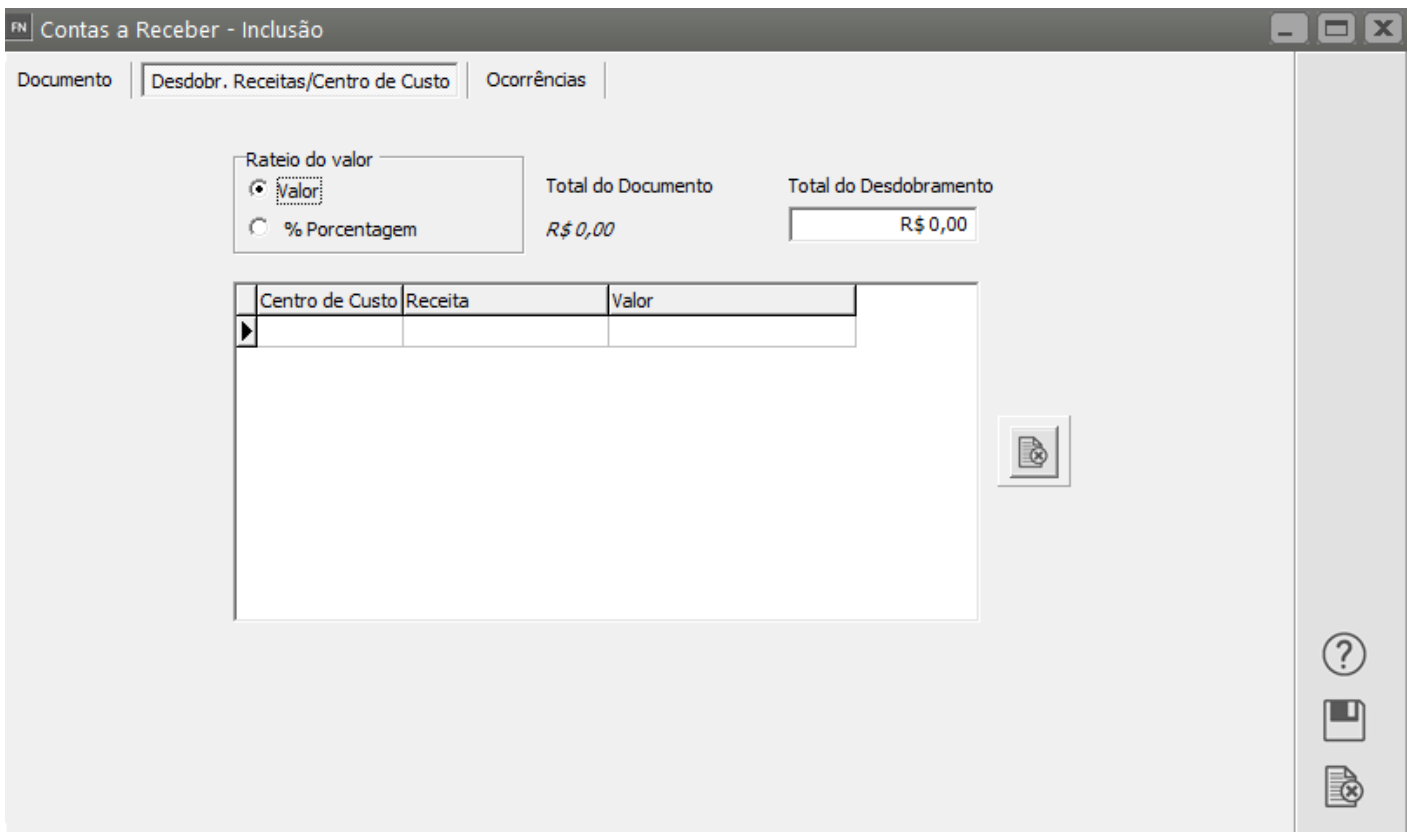 FN Contas a Receber - Inclusão
Documento Desdobr. Receitas/Centro de Custo Ocorrências
Rateio do valor
Valor
Total do Documento Total do Desdobramento
% Porcentagem R$ 0,00 R$ 0,00
Centro de Custo Receita Valor
?